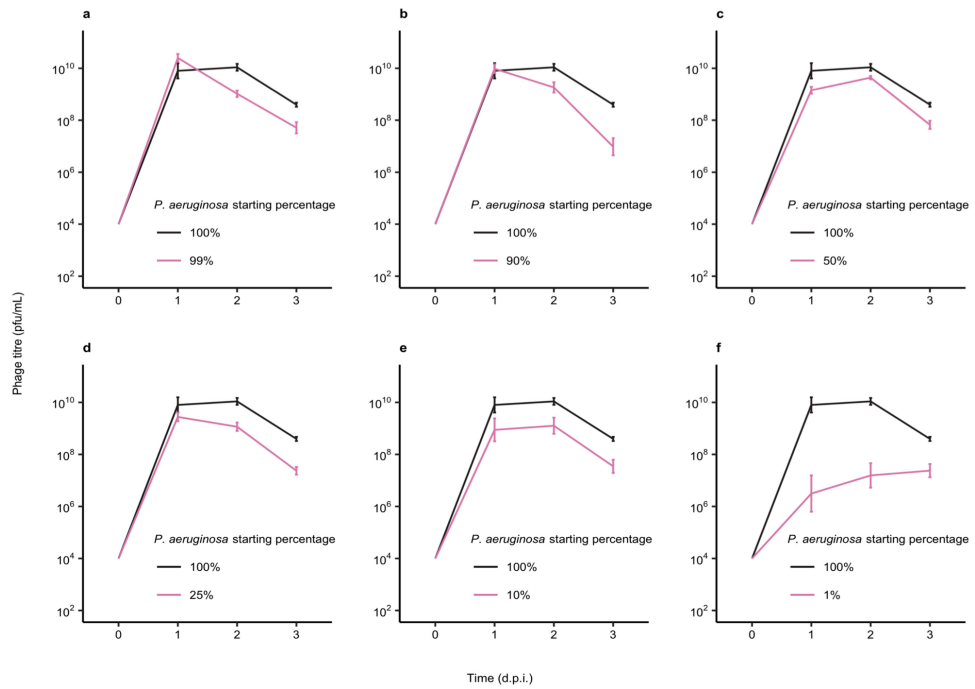 a
b
c
10¹⁰
10⁸
10⁶
10⁴
10²
P. aeruginosa starting percentage
100%
99%
0 1 2 3
10¹⁰
10⁸
10⁶
10⁴
10²
P. aeruginosa starting percentage
100%
90%
0 1 2 3
10¹⁰
10⁸
10⁶
10⁴
10²
P. aeruginosa starting percentage
100%
50%
0 1 2 3
Phage titre (pfu/mL)
d
e
f
10¹⁰
10⁸
10⁶
10⁴
10²
P. aeruginosa starting percentage
100%
25%
0 1 2 3
10¹⁰
10⁸
10⁶
10⁴
10²
P. aeruginosa starting percentage
100%
10%
0 1 2 3
10¹⁰
10⁸
10⁶
10⁴
10²
P. aeruginosa starting percentage
100%
1%
0 1 2 3
Time (d.p.i.)